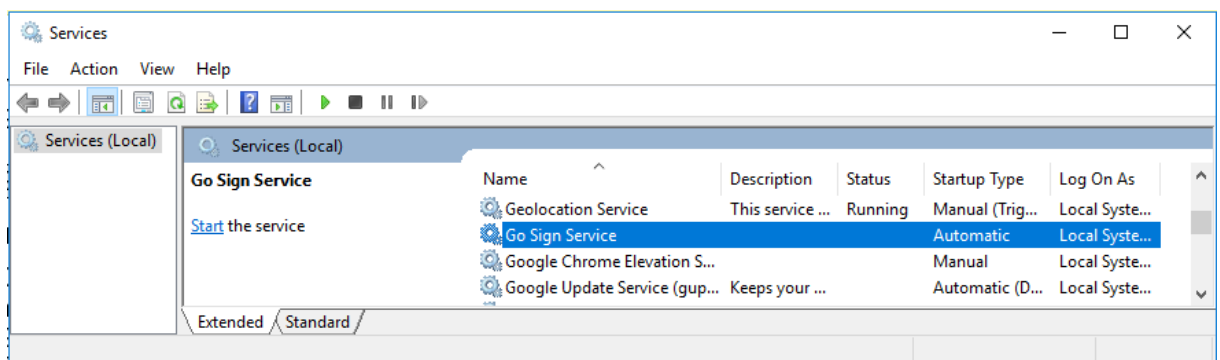 Services
File Action View Help
Services (Local)
Services (Local)
Go Sign Service
Start the service
Name Description Status Startup Type Log On As
Geolocation Service This service ... Running Manual (Trig... Local Syste...
Go Sign Service Automatic Local Syste...
Google Chrome Elevation S... Manual Local Syste...
Google Update Service (gup... Keeps your ... Automatic (D... Local Syste...
Extended Standard